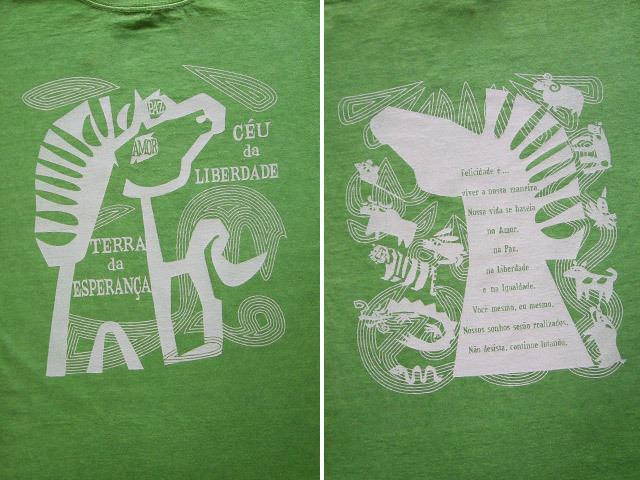 PAZ
AMOR
CÉU
da
LIBERDADE
TERRA
da
ESPERANÇA
Felicidade é...
viver a nossa maneira.
Nossa vida se baseia
no Amor,
na Paz,
na Liberdade
e na Igualdade.
Você mesmo, eu mesmo,
Nossos sonhos serão realizados,
Não desista, continue lutando.